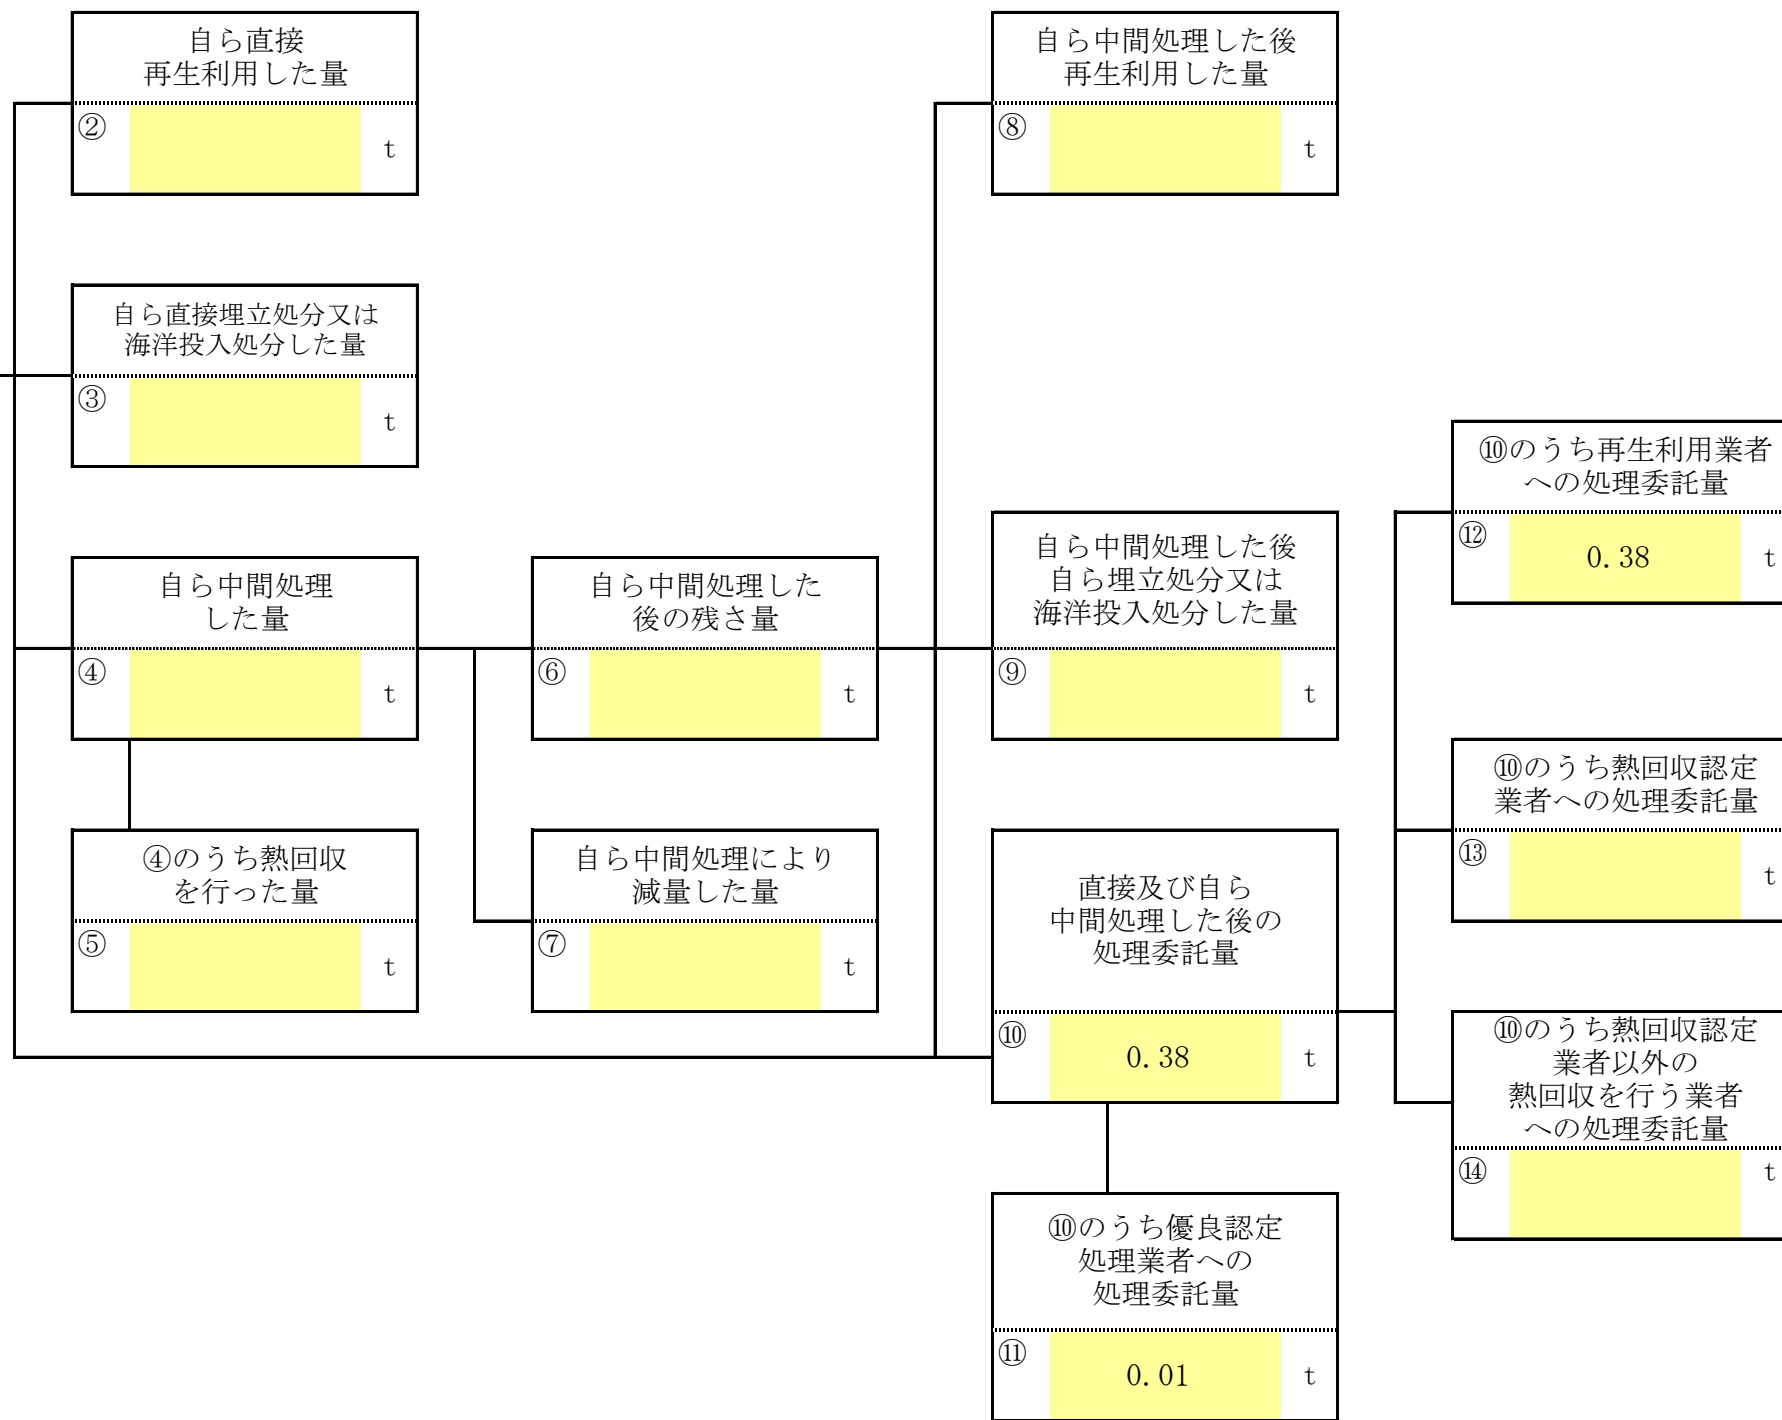 自ら直接
再生利用した量
②
t
自ら中間処理した後
再生利用した量
⑧
t
自ら直接埋立処分又は
海洋投入処分した量
③
t
⑩のうち再生利用業者
への処理委託量
⑫
0.38
t
自ら中間処理
した量
④
t
自ら中間処理した
後の残さ量
⑥
t
自ら中間処理した後
自ら埋立処分又は
海洋投入処分した量
⑨
t
⑩のうち熱回収認定
業者への処理委託量
⑬
t
④のうち熱回収
を行った量
⑤
t
自ら中間処理により
減量した量
⑦
t
直接及び自ら
中間処理した後の
処理委託量
⑩
0.38
t
⑩のうち熱回収認定
業者以外の
熱回収を行う業者
への処理委託量
⑭
t
⑩のうち優良認定
処理業者への
処理委託量
⑪
0.01
t